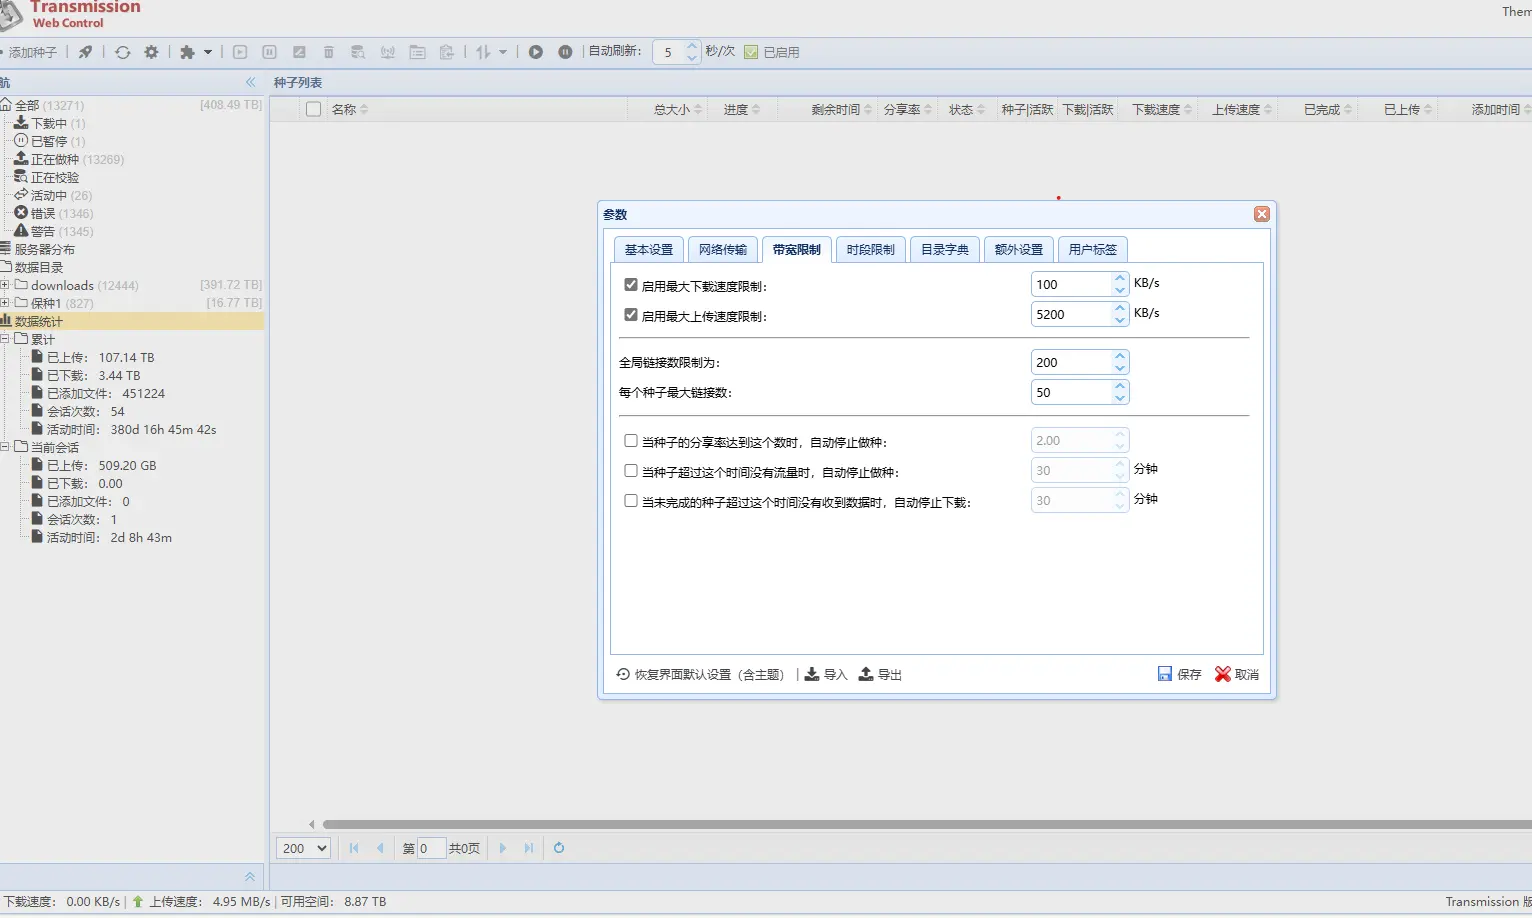 Transmission
Web Control
Them
添加种子
自动刷新: 5 秒/次 已启用
航
种子列表
名称 总大小 进度 剩余时间 分享率 状态 种子|活跃 下载|活跃 下载速度 上传速度 已完成 已上传 添加时间
全部 (13271) [408.49 TB]
下载中 (1)
已暂停 (1)
正在做种 (13269)
正在校验
活动中 (26)
错误 (1346)
警告 (1345)
服务器分布
数据目录
downloads (12444) [391.72 TB]
保种1 (827) [16.77 TB]
数据统计
累计
已上传: 107.14 TB
已下载: 3.44 TB
已添加文件: 451224
会话次数: 54
活动时间: 380d 16h 45m 42s
当前会话
已上传: 509.20 GB
已下载: 0.00
已添加文件: 0
会话次数: 1
活动时间: 2d 8h 43m
参数
基本设置 网络传输 带宽限制 时段限制 目录字典 额外设置 用户标签
启用最大下载速度限制: 100 KB/s
启用最大上传速度限制: 5200 KB/s
全局链接数限制为: 200
每个种子最大链接数: 50
当种子的分享率达到这个数时，自动停止做种: 2.00
当种子超过这个时间没有流量时，自动停止做种: 30 分钟
当未完成的种子超过这个时间没有收到数据时，自动停止下载: 30 分钟
恢复界面默认设置（含主题） | 导入 导出 保存 取消
200 第 0 共0页
下载速度: 0.00 KB/s | 上传速度: 4.95 MB/s | 可用空间: 8.87 TB
Transmission 版